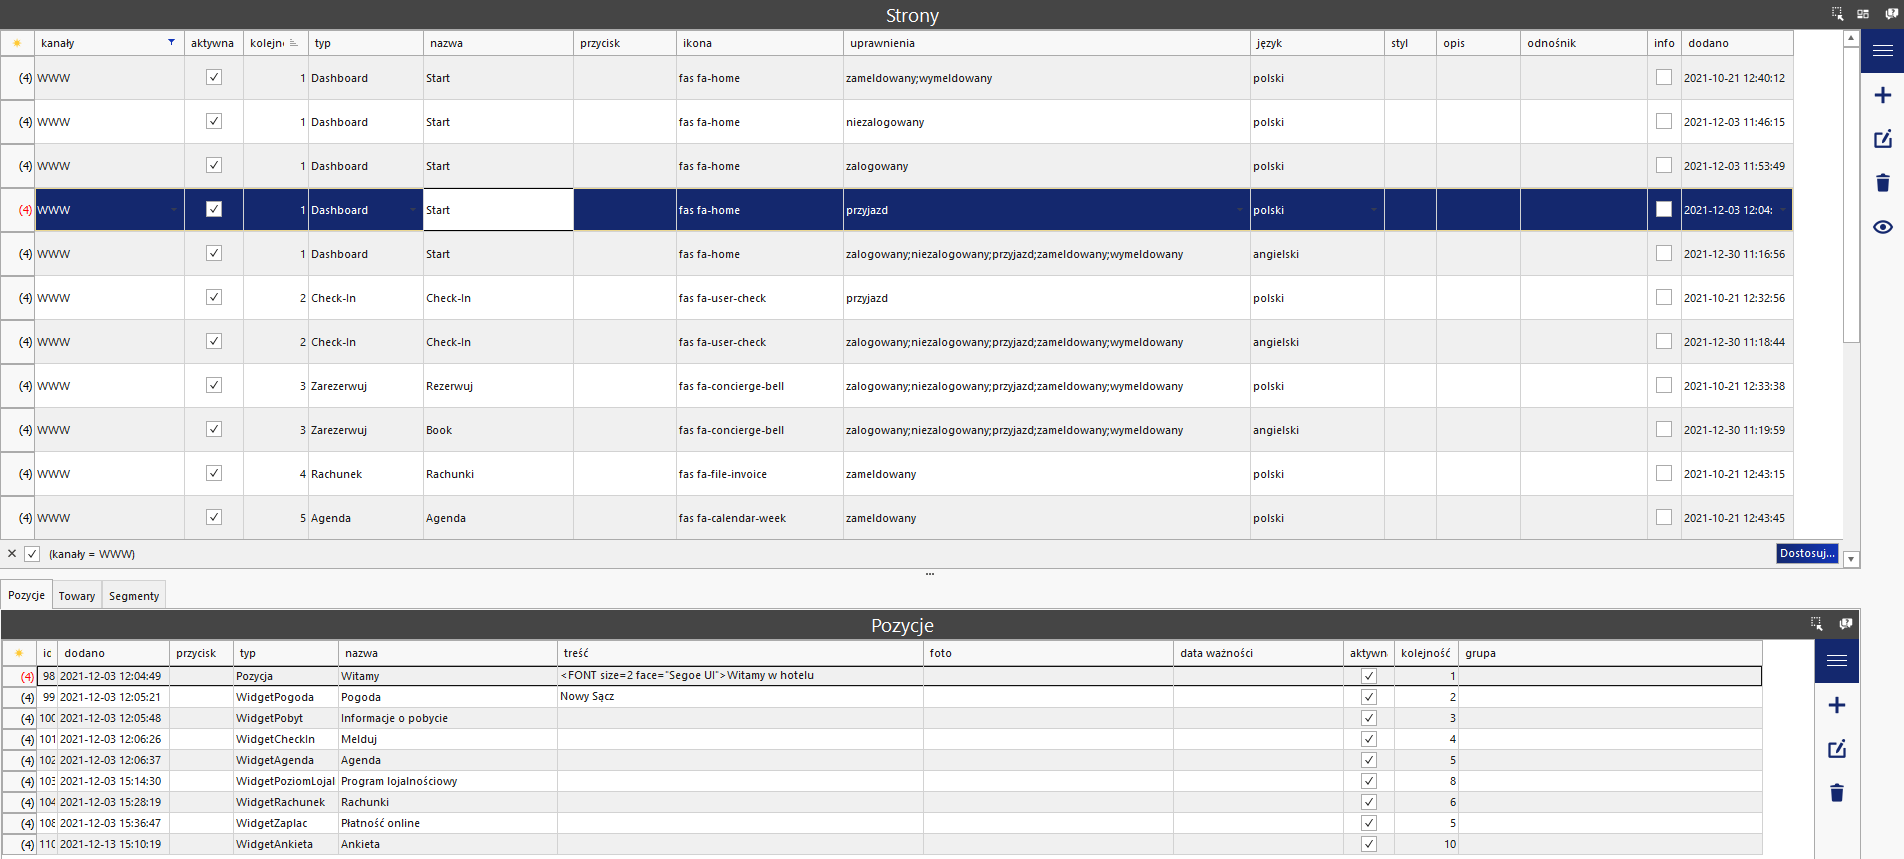 Strony
kanały aktywna kolejn typ nazwa przycisk ikona uprawnienia język styl opis odnośnik info dodano
(4) WWW 1 Dashboard Start fas fa-home zameldowany;wymeldowany polski 2021-10-21 12:40:12
(4) WWW 1 Dashboard Start fas fa-home niezalogowany polski 2021-12-03 11:46:15
(4) WWW 1 Dashboard Start fas fa-home zalogowany polski 2021-12-03 11:53:49
(4) WWW 1 Dashboard Start fas fa-home przyjazd polski 2021-12-03 12:04:
(4) WWW 1 Dashboard Start fas fa-home zalogowany;niezalogowany;przyjazd;zameldowany;wymeldowany angielski 2021-12-30 11:16:56
(4) WWW 2 Check-In Check-In fas fa-user-check przyjazd polski 2021-10-21 12:32:56
(4) WWW 2 Check-In Check-In fas fa-user-check zalogowany;niezalogowany;przyjazd;zameldowany;wymeldowany angielski 2021-12-30 11:18:44
(4) WWW 3 Zarezerwuj Rezerwuj fas fa-concierge-bell zalogowany;niezalogowany;przyjazd;zameldowany;wymeldowany polski 2021-10-21 12:33:38
(4) WWW 3 Zarezerwuj Book fas fa-concierge-bell zalogowany;niezalogowany;przyjazd;zameldowany;wymeldowany angielski 2021-12-30 11:19:59
(4) WWW 4 Rachunek Rachunki fas fa-file-invoice zameldowany polski 2021-10-21 12:43:15
(4) WWW 5 Agenda Agenda fas fa-calendar-week zameldowany polski 2021-10-21 12:43:45
(kanały = WWW) Dostosuj...
Pozycje Towary Segmenty
Pozycje
ic dodano przycisk typ nazwa treść foto data ważności aktywn kolejność grupa
(4) 98 2021-12-03 12:04:49 Pozycja Witamy <FONT size=2 face="Segoe UI">Witamy w hotelu 1
(4) 99 2021-12-03 12:05:21 WidgetPogoda Pogoda Nowy Sącz 2
(4) 100 2021-12-03 12:05:48 WidgetPobyt Informacje o pobycie 3
(4) 101 2021-12-03 12:06:26 WidgetCheckIn Melduj 4
(4) 102 2021-12-03 12:06:37 WidgetAgenda Agenda 5
(4) 103 2021-12-03 15:14:30 WidgetPoziomLojal Program lojalnościowy 8
(4) 104 2021-12-03 15:28:19 WidgetRachunek Rachunki 6
(4) 108 2021-12-03 15:36:47 WidgetZaplac Płatność online 5
(4) 110 2021-12-13 15:10:19 WidgetAnkieta Ankieta 10